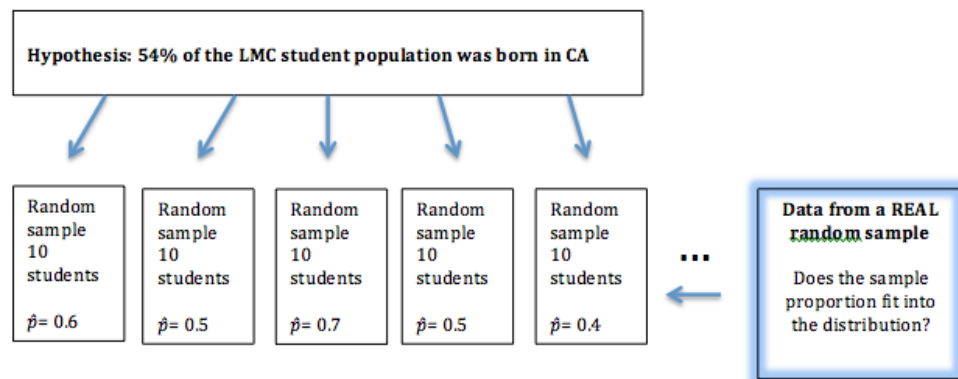 Hypothesis: 54% of the LMC student population was born in CA
Random
sample
10
students
p̂= 0.6
Random
sample
10
students
p̂= 0.5
Random
sample
10
students
p̂= 0.7
Random
sample
10
students
p̂= 0.5
Random
sample
10
students
p̂= 0.4
...
Data from a REAL
random sample
Does the sample
proportion fit into
the distribution?